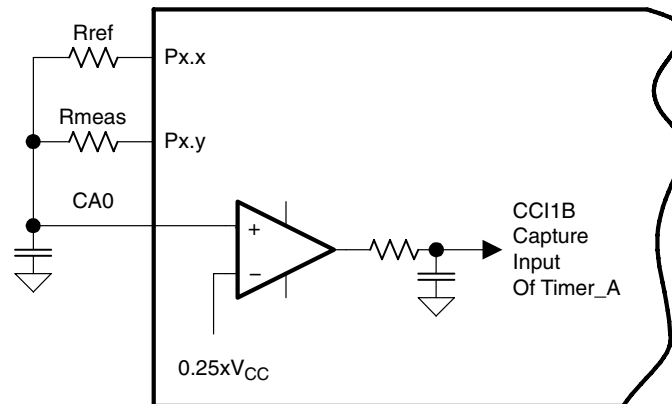 Rref
Px.x
Rmeas
Px.y
CA0
+
−
CCI1B
Capture
Input
Of Timer_A
0.25xVCC